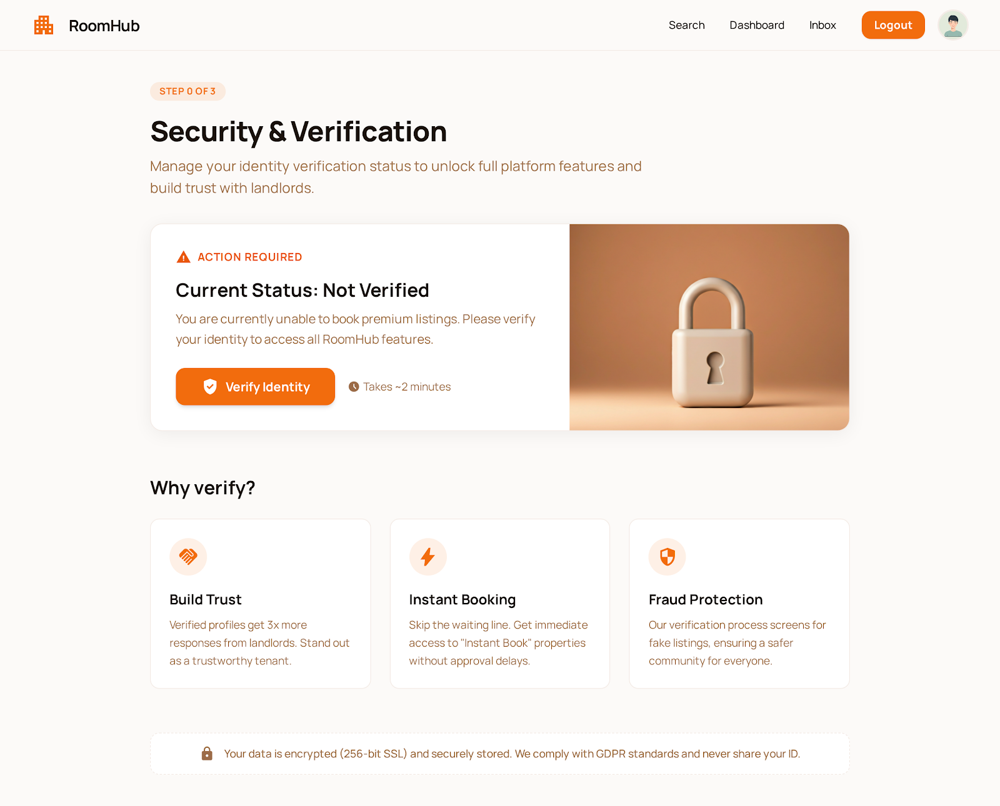 RoomHub
Search
Dashboard
Inbox
Logout
STEP 0 OF 3
Security & Verification
Manage your identity verification status to unlock full platform features and
build trust with landlords.
ACTION REQUIRED
Current Status: Not Verified
You are currently unable to book premium listings. Please verify
your identity to access all RoomHub features.
Verify Identity
Takes ~2 minutes
Why verify?
Build Trust
Verified profiles get 3x more
responses from landlords. Stand out
as a trustworthy tenant.
Instant Booking
Skip the waiting line. Get immediate
access to "Instant Book" properties
without approval delays.
Fraud Protection
Our verification process screens for
fake listings, ensuring a safer
community for everyone.
Your data is encrypted (256-bit SSL) and securely stored. We comply with GDPR standards and never share your ID.